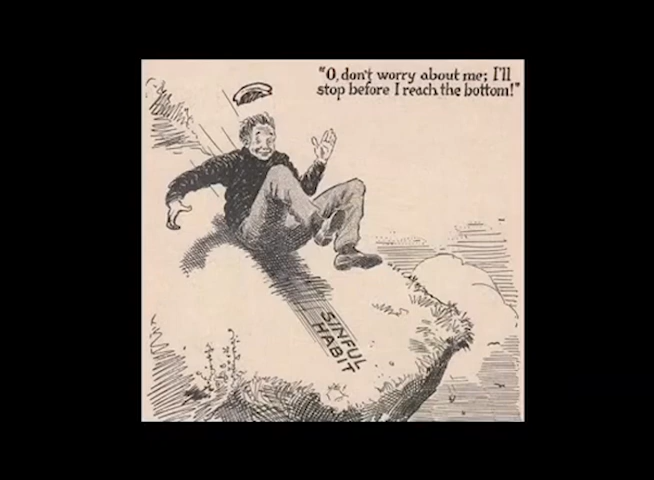 "O, don't worry about me; I'll
stop before I reach the bottom!"
SINFUL
HABIT